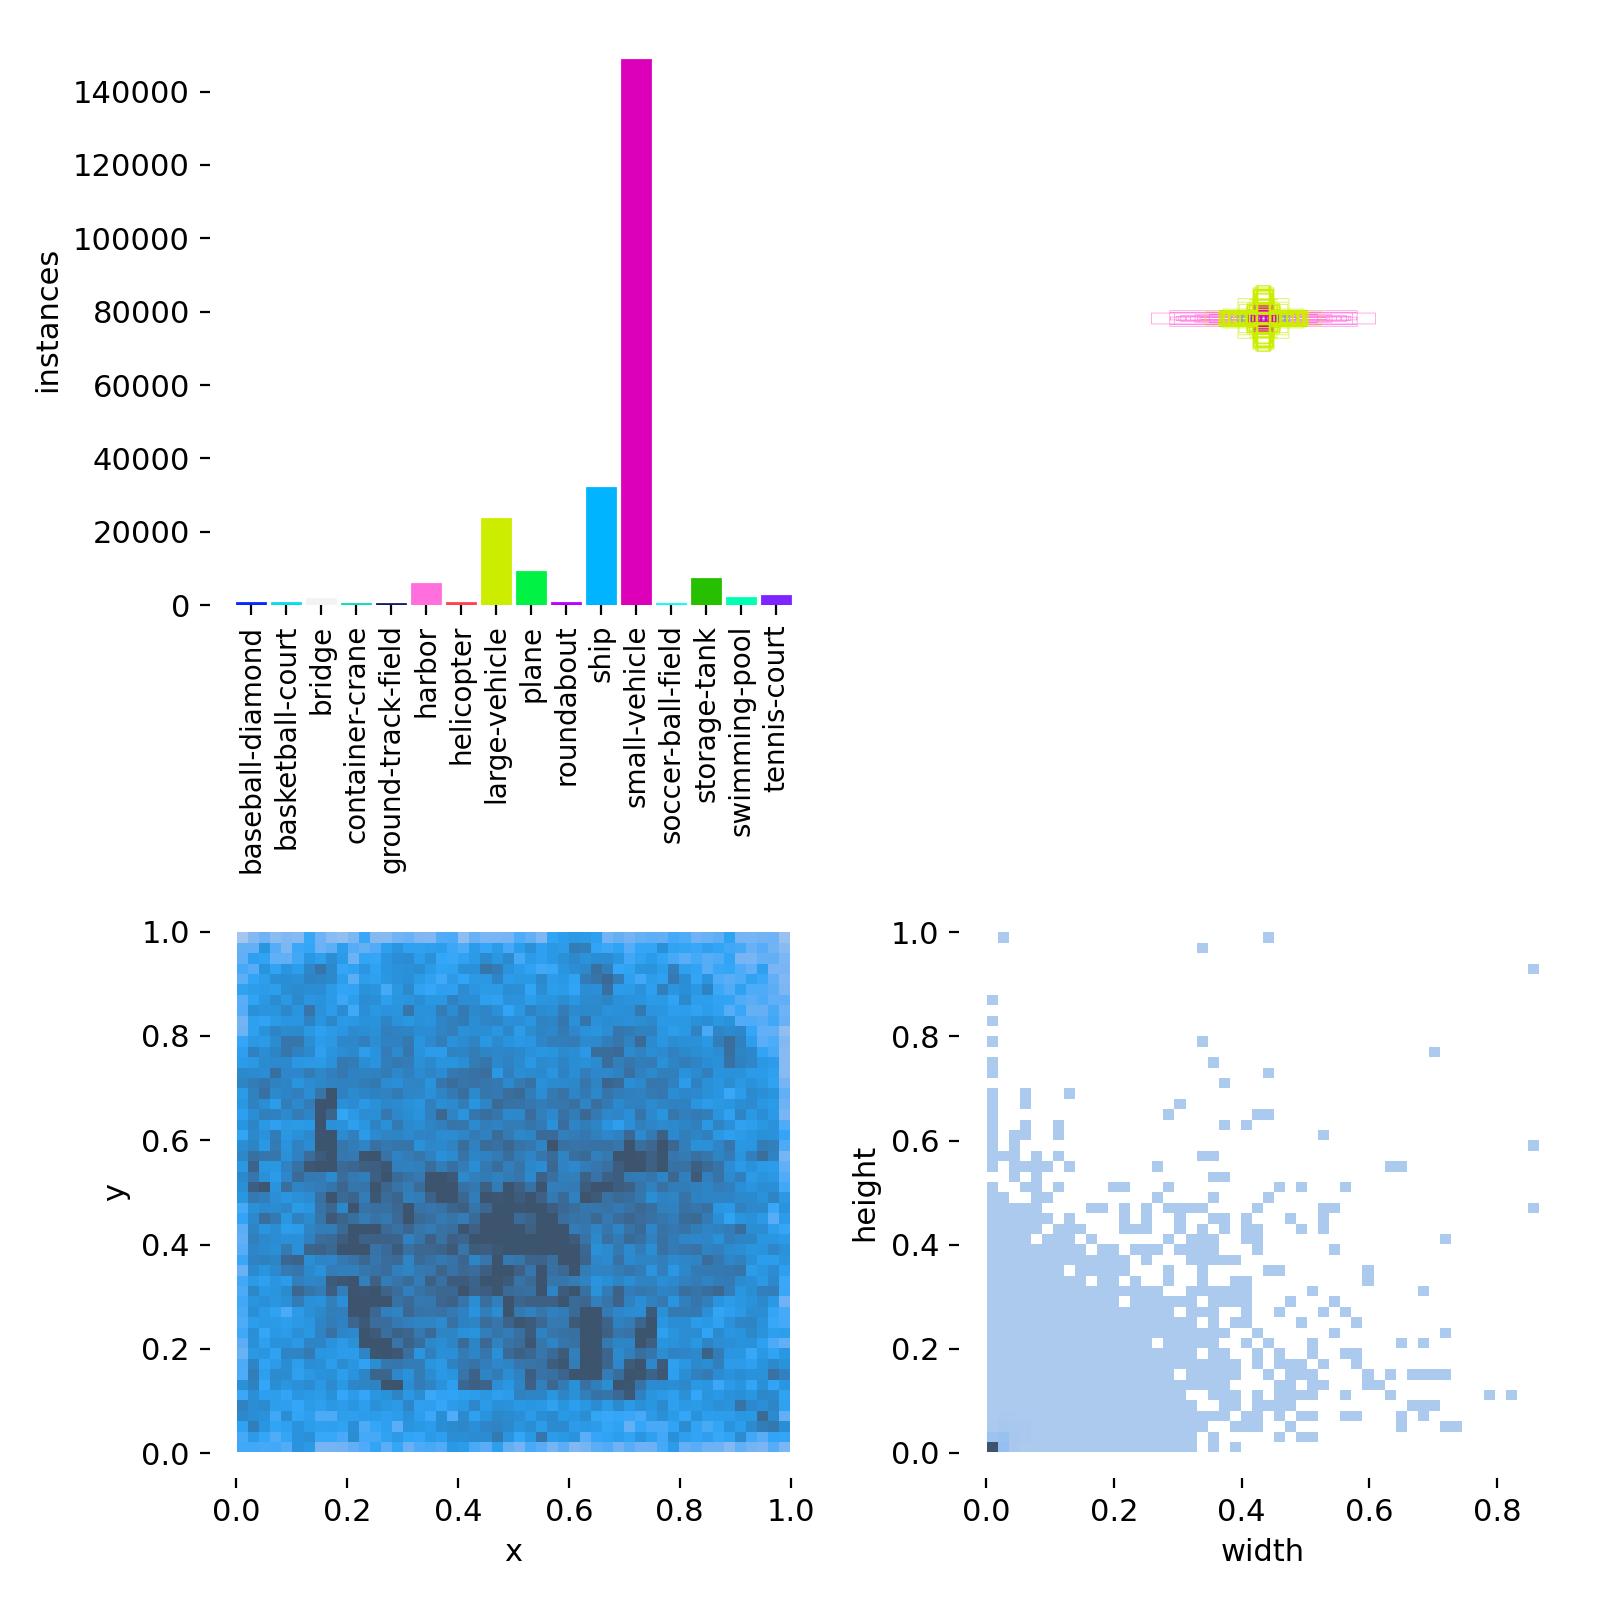 140000
120000
100000
80000
60000
40000
20000
0
instances
baseball-diamond
basketball-court
bridge
container-crane
ground-track-field
harbor
helicopter
large-vehicle
plane
roundabout
ship
small-vehicle
soccer-ball-field
storage-tank
swimming-pool
tennis-court
1.0
0.8
0.6
0.4
0.2
0.0
y
0.0 0.2 0.4 0.6 0.8 1.0
x
1.0
0.8
0.6
0.4
0.2
0.0
height
0.0 0.2 0.4 0.6 0.8
width